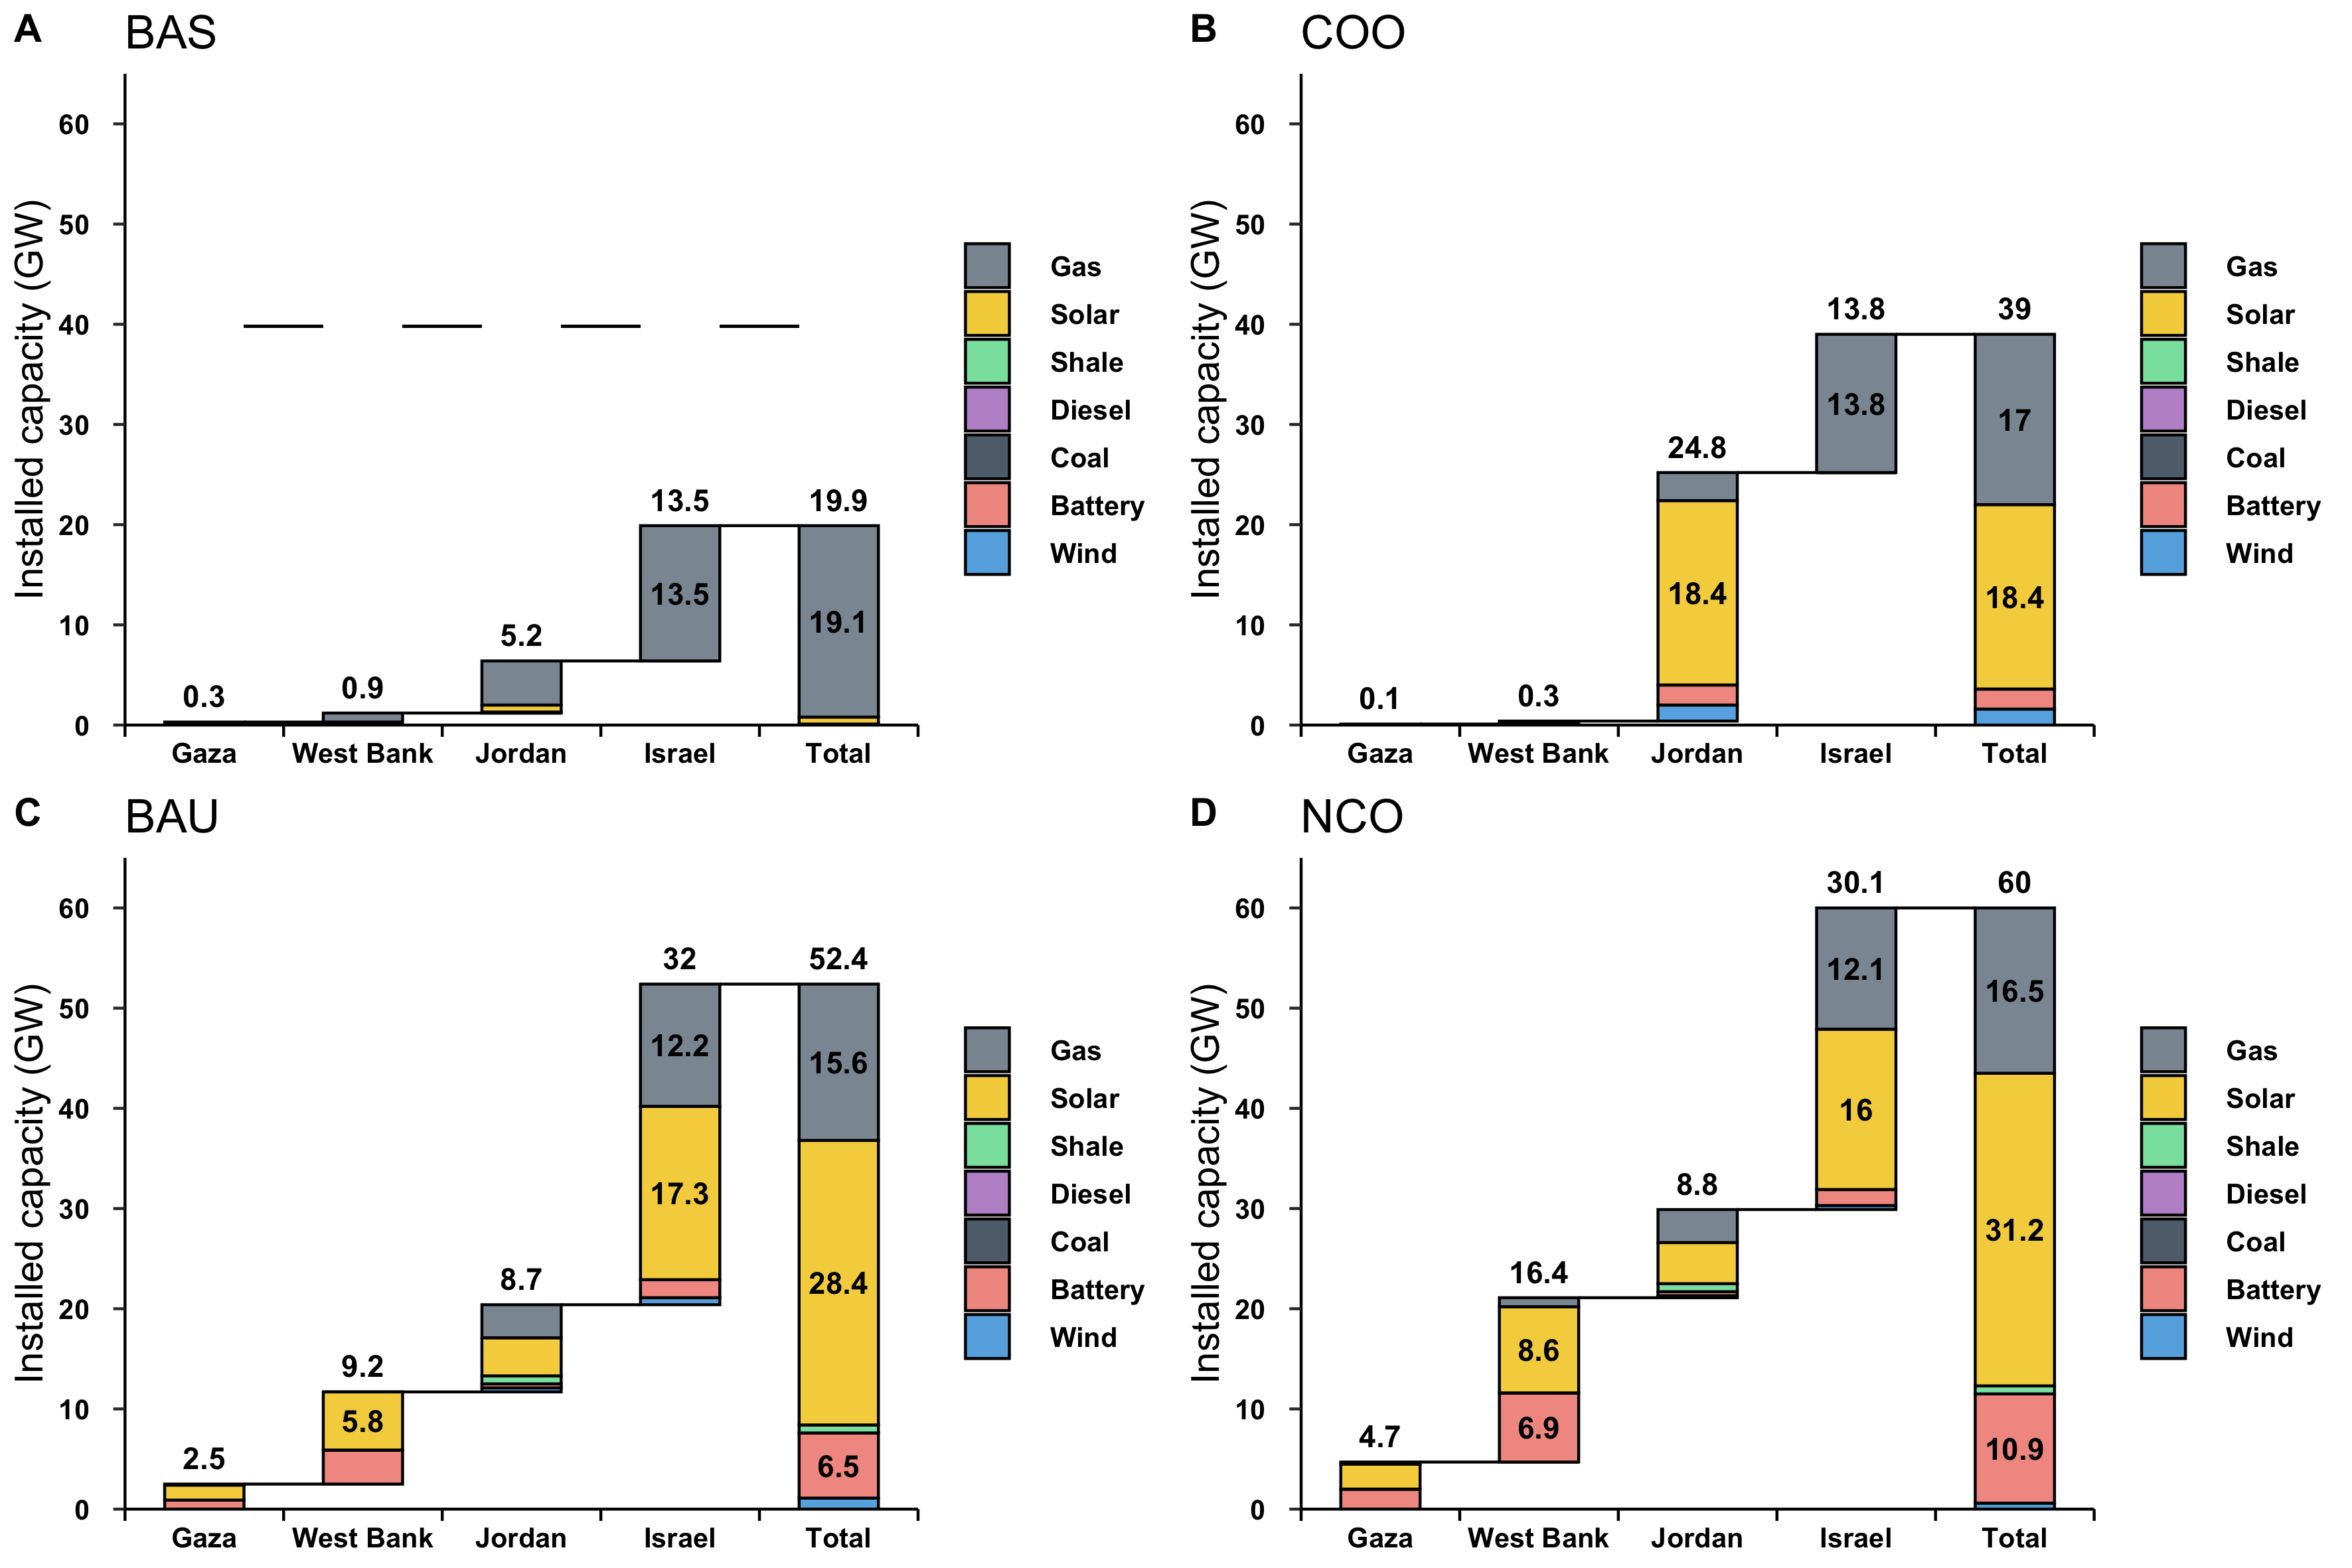 A BAS
Installed capacity (GW)
60
50
40
30
20
10
0
0.3
0.9
5.2
13.5
13.5
19.9
19.1
Gaza West Bank Jordan Israel Total
Gas
Solar
Shale
Diesel
Coal
Battery
Wind
B COO
Installed capacity (GW)
60
50
40
30
20
10
0
0.1
0.3
24.8
18.4
13.8
13.8
39
17
18.4
Gaza West Bank Jordan Israel Total
Gas
Solar
Shale
Diesel
Coal
Battery
Wind
C BAU
Installed capacity (GW)
60
50
40
30
20
10
0
2.5
9.2
5.8
8.7
32
12.2
17.3
52.4
15.6
28.4
6.5
Gaza West Bank Jordan Israel Total
Gas
Solar
Shale
Diesel
Coal
Battery
Wind
D NCO
Installed capacity (GW)
60
50
40
30
20
10
0
4.7
16.4
8.6
6.9
8.8
30.1
12.1
16
60
16.5
31.2
10.9
Gaza West Bank Jordan Israel Total
Gas
Solar
Shale
Diesel
Coal
Battery
Wind